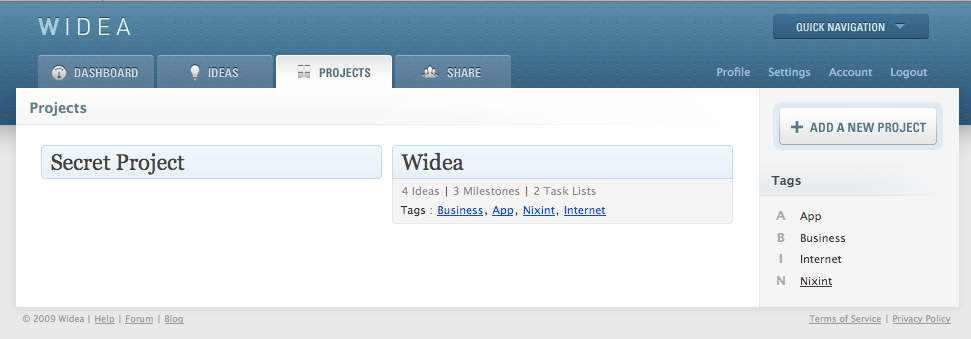 WIDEA
QUICK NAVIGATION
DASHBOARD
IDEAS
PROJECTS
SHARE
Profile Settings Account Logout
Projects
+ ADD A NEW PROJECT
Secret Project
Widea
4 Ideas | 3 Milestones | 2 Task Lists
Tags : Business, App, Nixint, Internet
Tags
A App
B Business
I Internet
N Nixint
© 2009 Widea | Help | Forum | Blog
Terms of Service | Privacy Policy